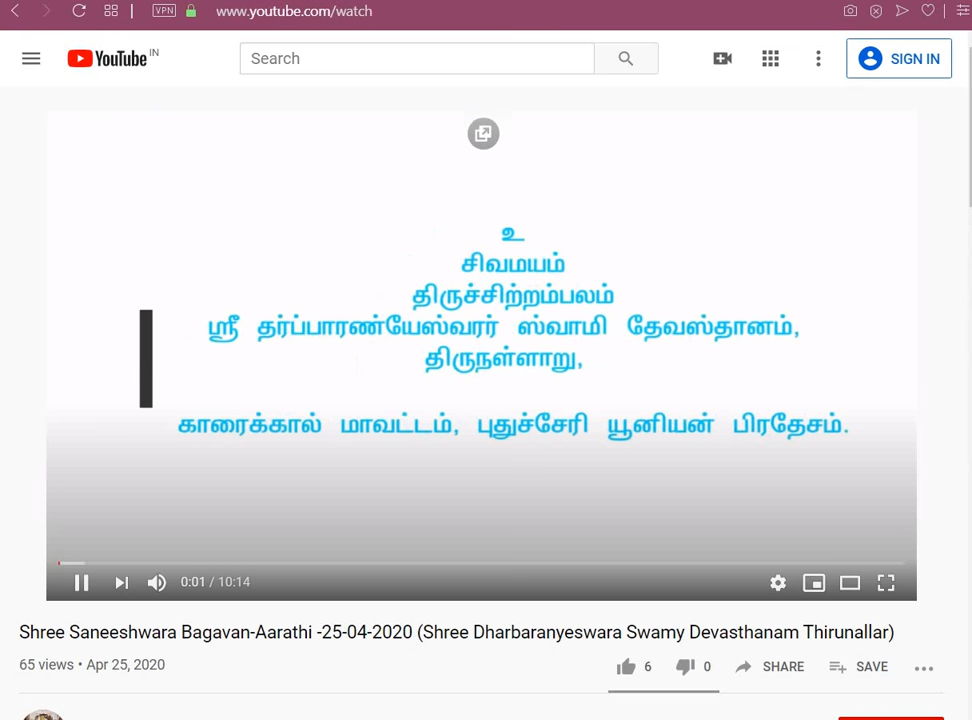 VPN www.youtube.com/watch
YouTube IN Search SIGN IN
உ
சிவமயம்
திருச்சிற்றம்பலம்
ஸ்ரீ தர்ப்பாரண்யேஸ்வரர் ஸ்வாமி தேவஸ்தானம்,
திருநள்ளாறு,
காரைக்கால் மாவட்டம், புதுச்சேரி யூனியன் பிரதேசம்.
0:01 / 10:14
Shree Saneeshwara Bagavan-Aarathi -25-04-2020 (Shree Dharbaranyeswara Swamy Devasthanam Thirunallar)
65 views • Apr 25, 2020 6 0 SHARE SAVE